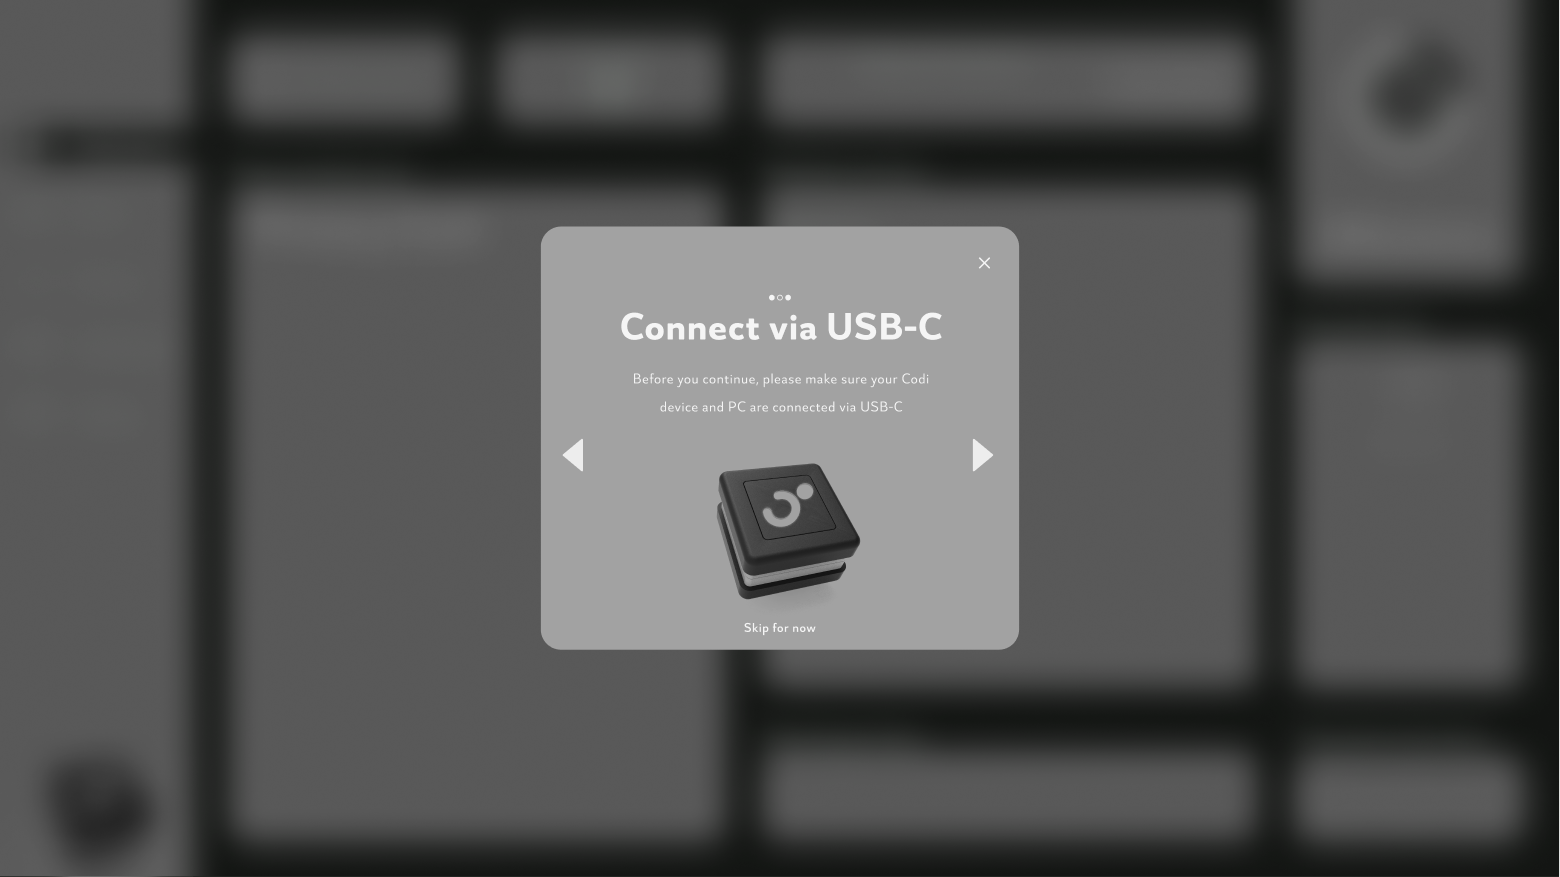 Connect via USB-C
Before you continue, please make sure your Codi
device and PC are connected via USB-C
Skip for now